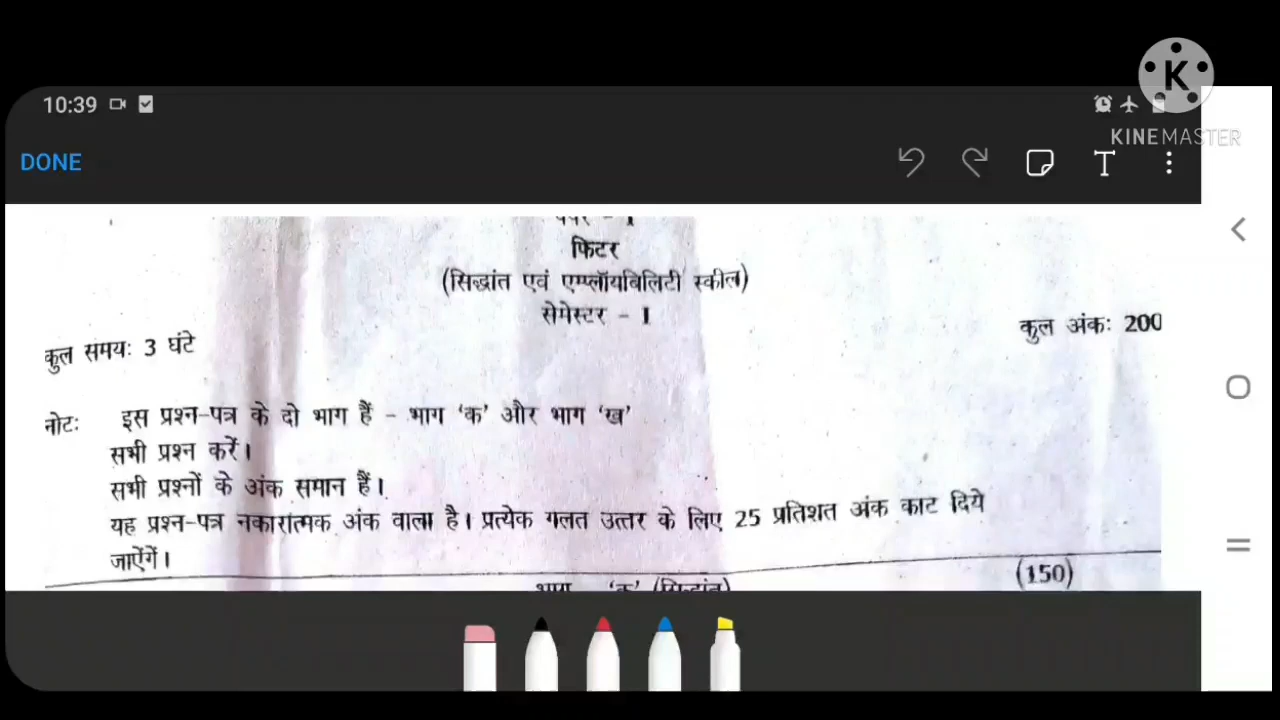 10:39
KINEMASTER
DONE
T
पेपर - I
फिटर
(सिद्धांत एवं एम्प्लॉयबिलिटी स्कील)
सेमेस्टर - I
कुल समयः 3 घंटे
कुल अंकः 200
नोटः इस प्रश्न-पत्र के दो भाग हैं - भाग 'क' और भाग 'ख'
सभी प्रश्न करें।
सभी प्रश्नों के अंक समान हैं।
यह प्रश्न-पत्र नकारात्मक अंक वाला है। प्रत्येक गलत उत्तर के लिए 25 प्रतिशत अंक काट दिये
जाऐंगें।
भाग 'क' (सिद्धांत)
(150)